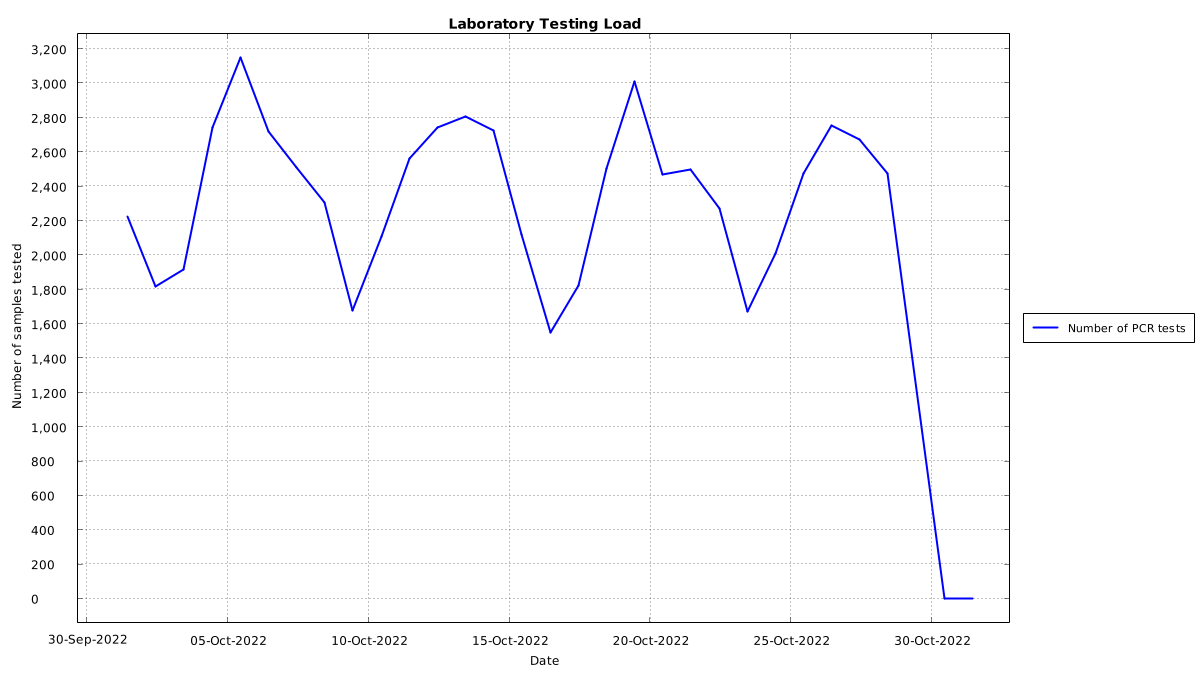 Laboratory Testing Load
3,200
3,000
2,800
2,600
2,400
2,200
2,000
1,800
1,600
1,400
1,200
1,000
800
600
400
200
0
Number of samples tested
30-Sep-2022
05-Oct-2022
10-Oct-2022
15-Oct-2022
20-Oct-2022
25-Oct-2022
30-Oct-2022
Date
Number of PCR tests